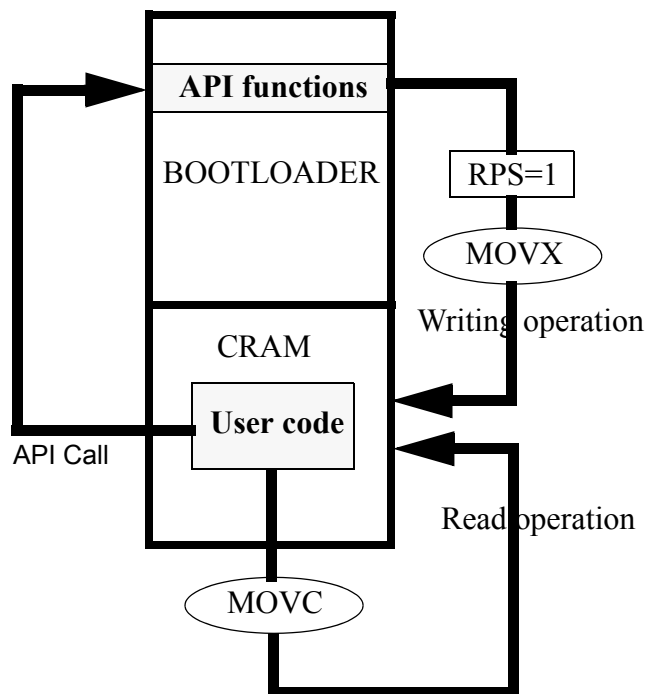 API functions
BOOTLOADER
RPS=1
MOVX
Writing operation
CRAM
User code
API Call
Read operation
MOVC